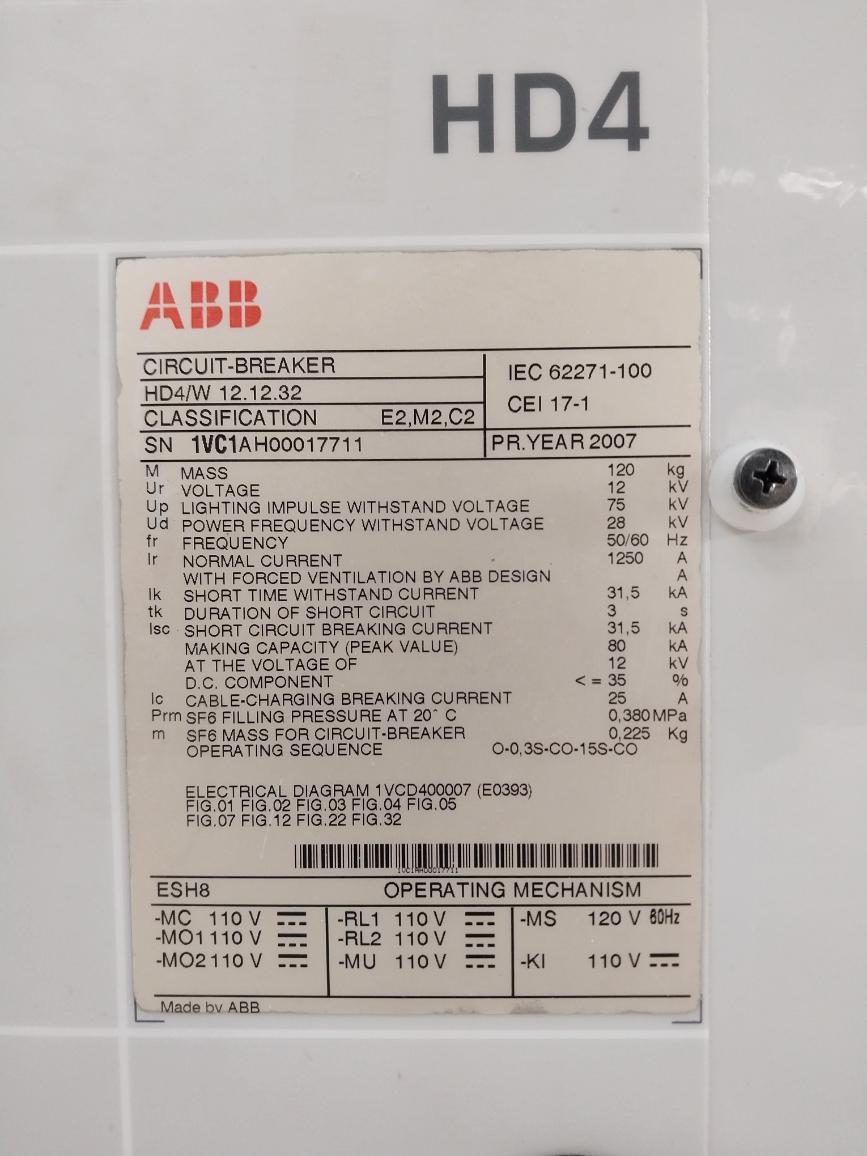 HD4
ABB
CIRCUIT-BREAKER
HD4/W 12.12.32
IEC 62271-100
CEI 17-1
CLASSIFICATION E2,M2,C2
SN 1VC1AH00017711 PR.YEAR 2007
M MASS 120 kg
Ur VOLTAGE 12 kV
Up LIGHTING IMPULSE WITHSTAND VOLTAGE 75 kV
Ud POWER FREQUENCY WITHSTAND VOLTAGE 28 kV
fr FREQUENCY 50/60 Hz
Ir NORMAL CURRENT 1250 A
WITH FORCED VENTILATION BY ABB DESIGN A
Ik SHORT TIME WITHSTAND CURRENT 31,5 kA
tk DURATION OF SHORT CIRCUIT 3 s
Isc SHORT CIRCUIT BREAKING CURRENT 31,5 kA
MAKING CAPACITY (PEAK VALUE) 80 kA
AT THE VOLTAGE OF 12 kV
D.C. COMPONENT <= 35 %
Ic CABLE-CHARGING BREAKING CURRENT 25 A
Prm SF6 FILLING PRESSURE AT 20° C 0,380 MPa
m SF6 MASS FOR CIRCUIT-BREAKER 0,225 Kg
OPERATING SEQUENCE O-0,3S-CO-15S-CO
ELECTRICAL DIAGRAM 1VCD400007 (E0393)
FIG.01 FIG.02 FIG.03 FIG.04 FIG.05
FIG.07 FIG.12 FIG.22 FIG.32
1VC1AH00017711
ESH8 OPERATING MECHANISM
-MC 110 V -RL1 110 V -MS 120 V 60Hz
-MO1 110 V -RL2 110 V
-MO2 110 V -MU 110 V -KI 110 V
Made by ABB